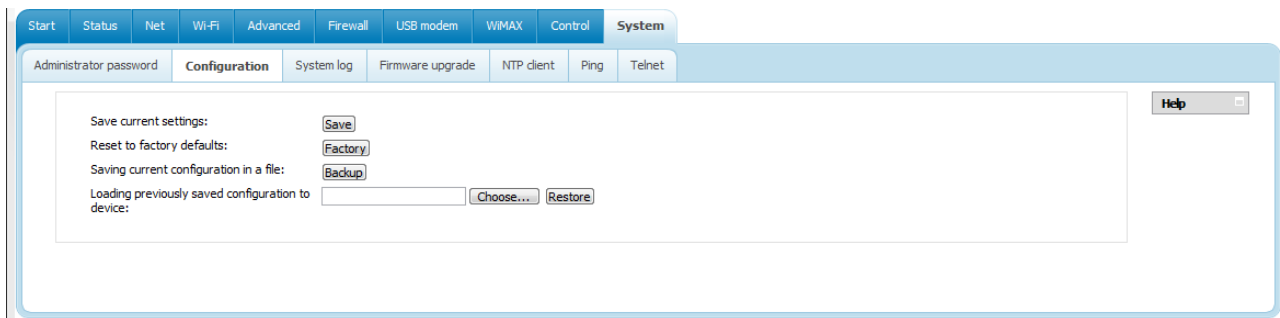 Start Status Net Wi-Fi Advanced Firewall USB modem WiMAX Control System
Administrator password Configuration System log Firmware upgrade NTP client Ping Telnet
Help
Save current settings: Save
Reset to factory defaults: Factory
Saving current configuration in a file: Backup
Loading previously saved configuration to Choose... Restore
device: